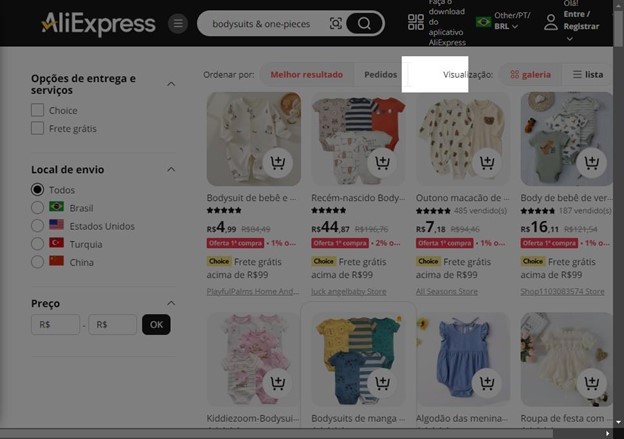 AliExpress
bodysuits & one-pieces
Faça o
download
do
aplicativo
AliExpress
Other/PT/
BRL
Olá!
Entre /
Registrar
Opções de entrega e
serviços
Choice
Frete grátis
Local de envio
Todos
Brasil
Estados Unidos
Turquia
China
Preço
R$ - R$ OK
Ordenar por: Melhor resultado Pedidos Visualização: galeria lista
Bodysuit de bebê e
R$4,99 R$84,49
Oferta 1ª compra • 1% o...
Choice Frete grátis
acima de R$99
PlayfulPalms Home And...
Recém-nascido Body
R$44,87 R$196,76
Oferta 1ª compra • 2% o...
Choice Frete grátis
acima de R$99
luck angelbaby Store
Outono macacão de
485 vendido(s)
R$7,18 R$94,46
Oferta 1ª compra • 1% o...
Choice Frete grátis
acima de R$99
All Seasons Store
Body de bebê de ver
187 vendido(s)
R$16,11 R$121,54
Oferta 1ª compra • 1% o...
Choice Frete grátis
acima de R$99
Shop1103083574 Store
Kiddiezoom-Bodysui
Bodysuits de manga
Algodão das menina
Roupa de festa com